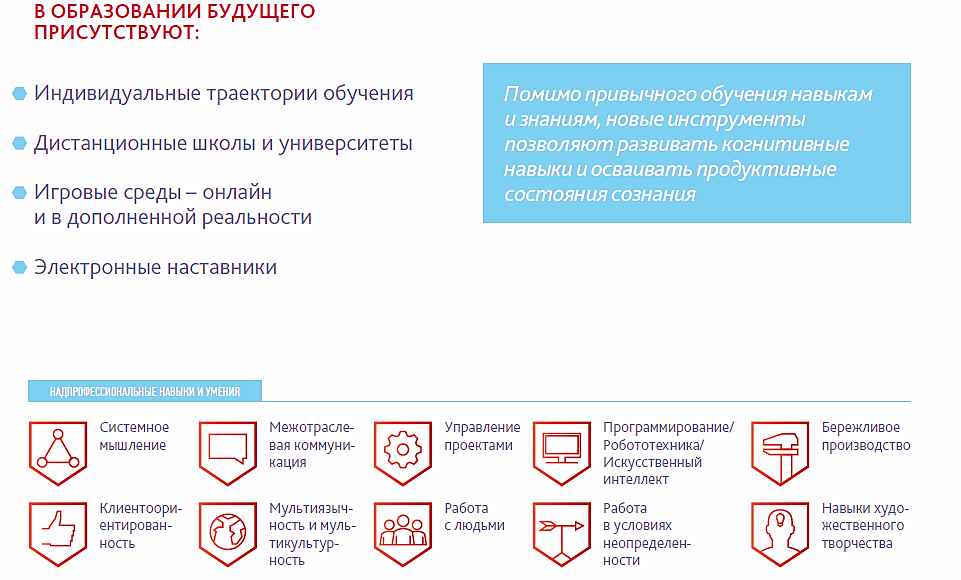 В ОБРАЗОВАНИИ БУДУЩЕГО
ПРИСУТСТВУЮТ:
Индивидуальные траектории обучения
Дистанционные школы и университеты
Игровые среды – онлайн
и в дополненной реальности
Электронные наставники
Помимо привычного обучения навыкам
и знаниям, новые инструменты
позволяют развивать когнитивные
навыки и осваивать продуктивные
состояния сознания
НАДПРОФЕССИОНАЛЬНЫЕ НАВЫКИ И УМЕНИЯ
Системное
мышление
Межотрасле-
вая коммуни-
кация
Управление
проектами
Программирование/
Робототехника/
Искусственный
интеллект
Бережливое
производство
Клиентоори-
ентирован-
ность
Мультиязыч-
ность и муль-
тикультур-
ность
Работа
с людьми
Работа
в условиях
неопределен-
ности
Навыки худо-
жественного
творчества